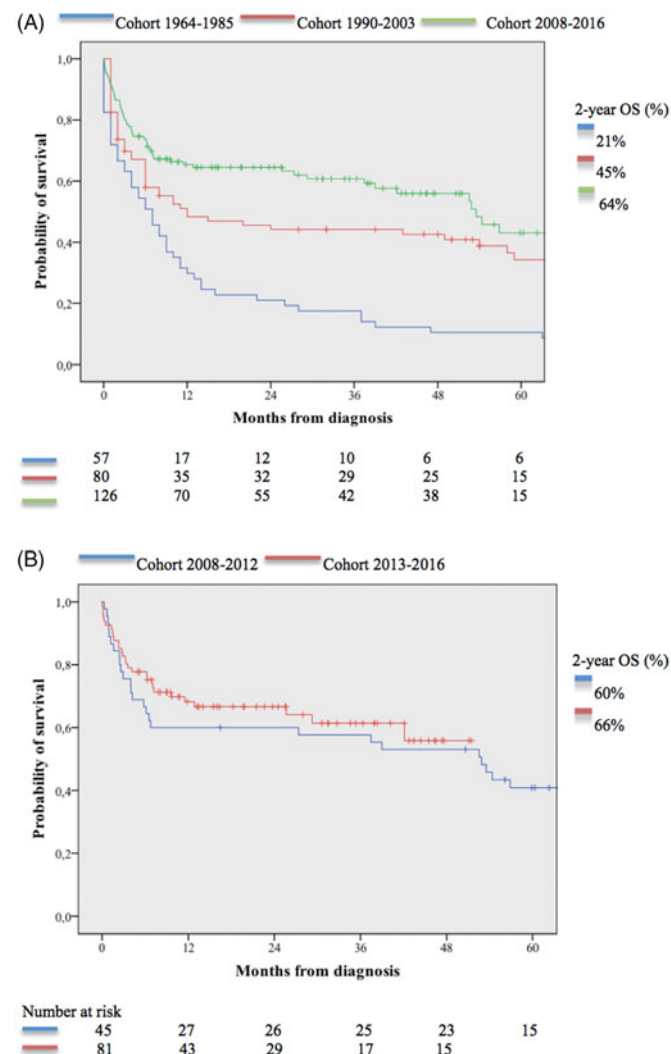 (A) Cohort 1964-1985 Cohort 1990-2003 Cohort 2008-2016
1,0
0,8
0,6
0,4
0,2
0,0
Probability of survival
0 12 24 36 48 60
Months from diagnosis
2-year OS (%)
21%
45%
64%
57 17 12 10 6 6
80 35 32 29 25 15
126 70 55 42 38 15
(B) Cohort 2008-2012 Cohort 2013-2016
1,0
0,8
0,6
0,4
0,2
0,0
Probability of survival
0 12 24 36 48 60
Months from diagnosis
2-year OS (%)
60%
66%
Number at risk
45 27 26 25 23 15
81 43 29 17 15